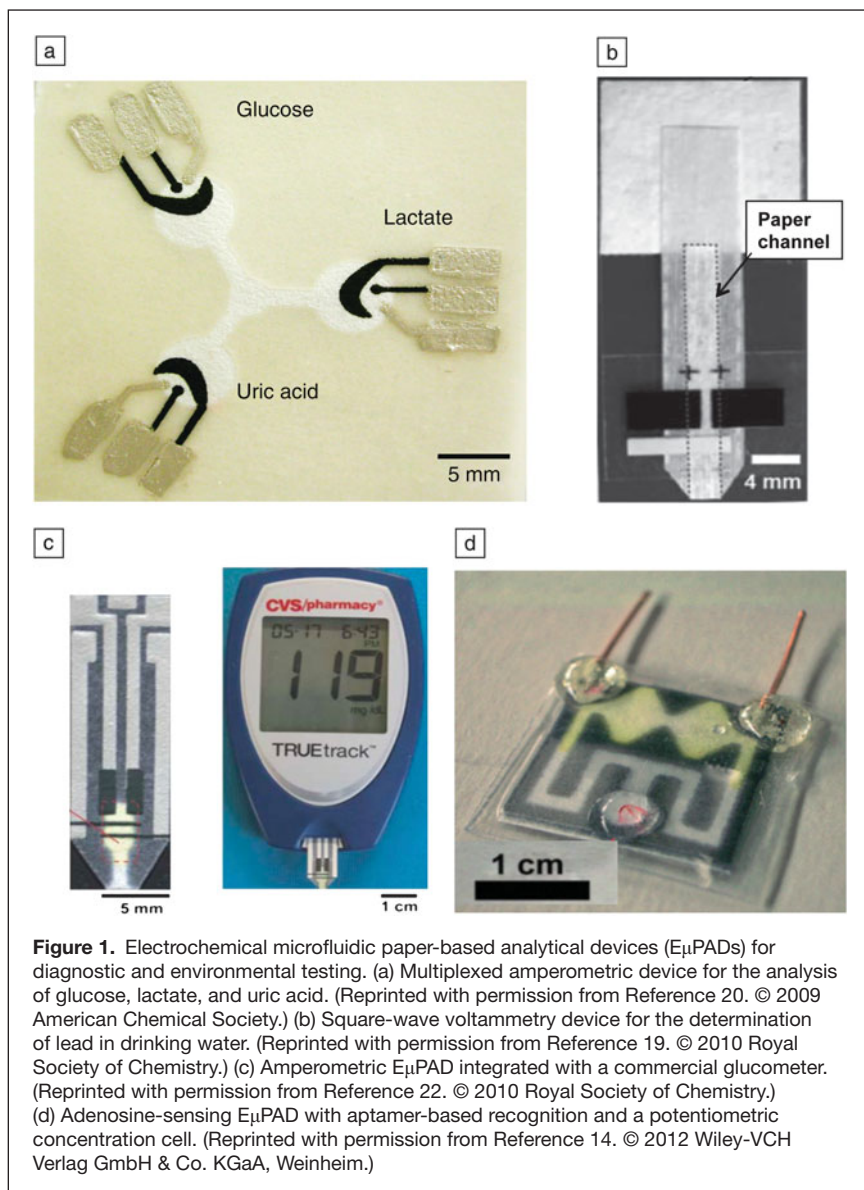 a
Glucose
Lactate
Uric acid
5 mm
b
Paper
channel
4 mm
c
5 mm
CVS/pharmacy®
05-17 6:43
PM
119
mg/dL
TRUEtrack™
1 cm
d
1 cm
Figure 1. Electrochemical microfluidic paper-based analytical devices (EμPADs) for
diagnostic and environmental testing. (a) Multiplexed amperometric device for the analysis
of glucose, lactate, and uric acid. (Reprinted with permission from Reference 20. © 2009
American Chemical Society.) (b) Square-wave voltammetry device for the determination
of lead in drinking water. (Reprinted with permission from Reference 19. © 2010 Royal
Society of Chemistry.) (c) Amperometric EμPAD integrated with a commercial glucometer.
(Reprinted with permission from Reference 22. © 2010 Royal Society of Chemistry.)
(d) Adenosine-sensing EμPAD with aptamer-based recognition and a potentiometric
concentration cell. (Reprinted with permission from Reference 14. © 2012 Wiley-VCH
Verlag GmbH & Co. KGaA, Weinheim.)